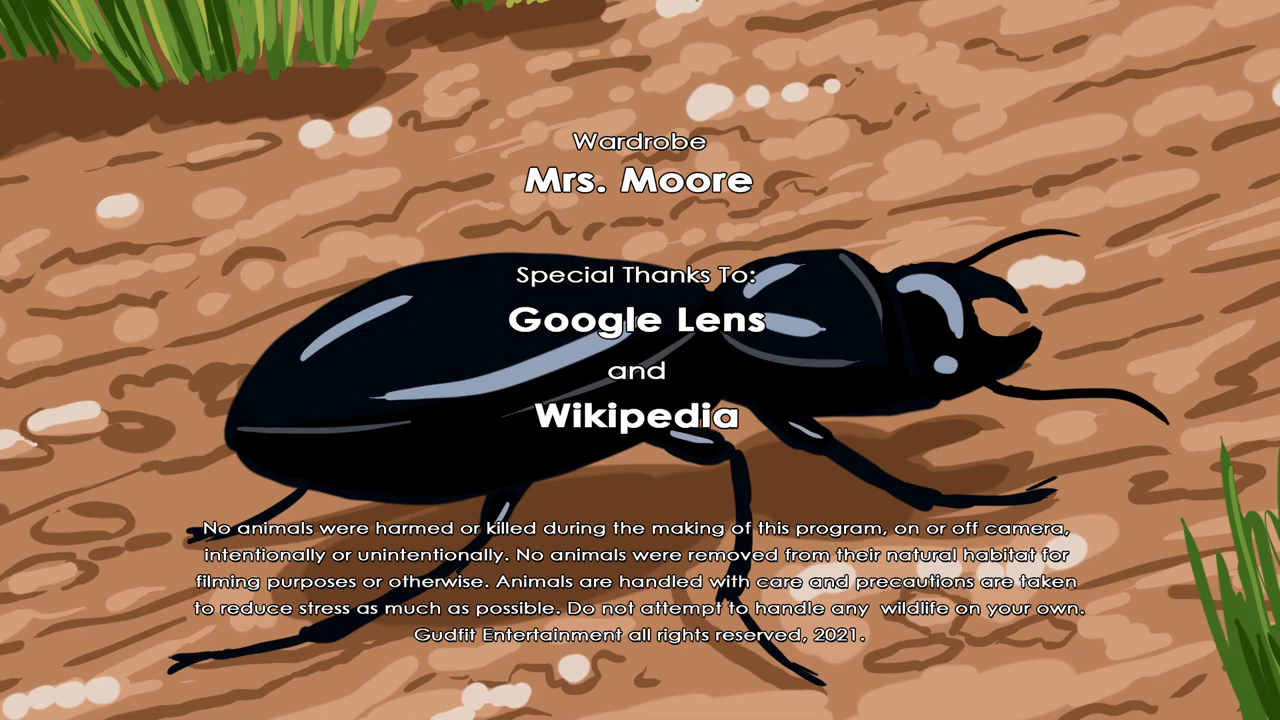 Wardrobe
Mrs. Moore
Special Thanks To:
Google Lens
and
Wikipedia
No animals were harmed or killed during the making of this program, on or off camera,
intentionally or unintentionally. No animals were removed from their natural habitat for
filming purposes or otherwise. Animals are handled with care and precautions are taken
to reduce stress as much as possible. Do not attempt to handle any  wildlife on your own.
Gudfit Entertainment all rights reserved, 2021.